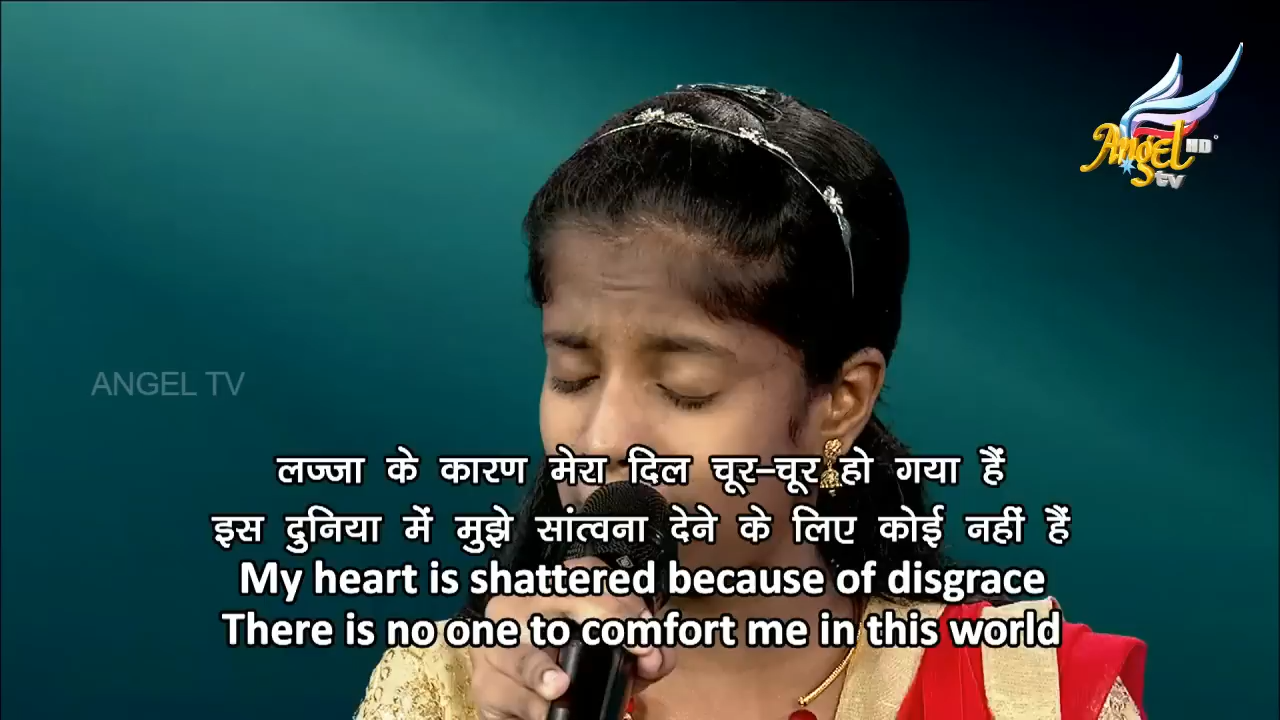 Angel HD
tv
ANGEL TV
लज्जा के कारण मेरा दिल चूर-चूर हो गया हैं
इस दुनिया में मुझे सांत्वना देने के लिए कोई नहीं हैं
My heart is shattered because of disgrace
There is no one to comfort me in this world